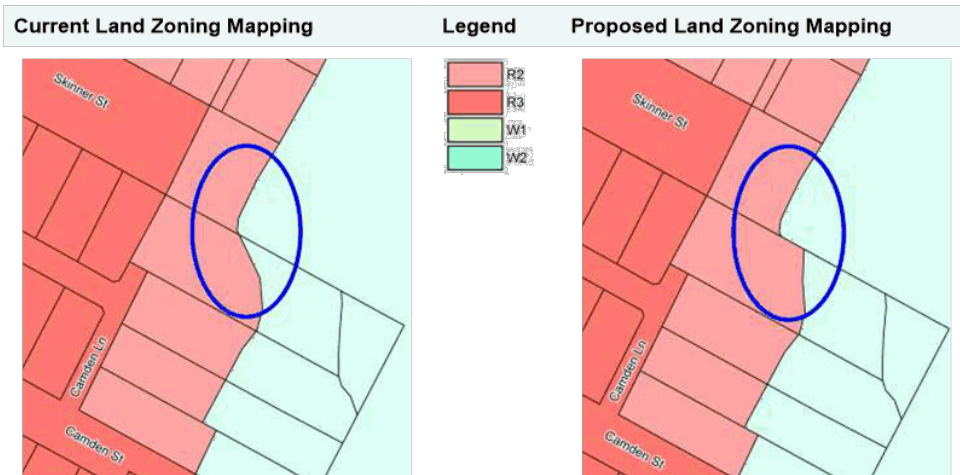 Current Land Zoning Mapping
Legend
Proposed Land Zoning Mapping
Skinner St
Camden Ln
Camden St
R2
R3
W1
W2
Skinner St
Camden Ln
Camden St